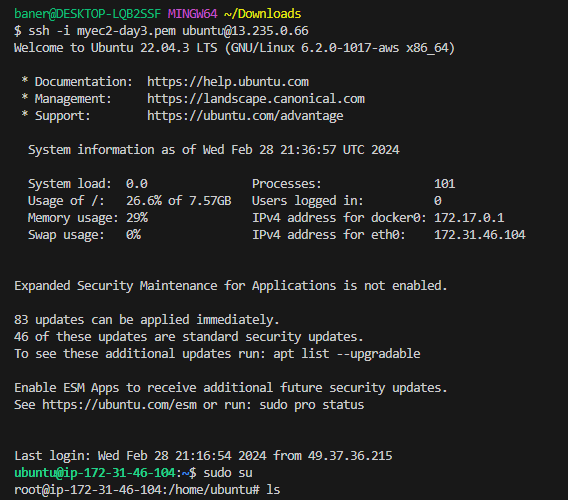 baner@DESKTOP-LQB2SSF MINGW64 ~/Downloads
$ ssh -i myec2-day3.pem ubuntu@13.235.0.66
Welcome to Ubuntu 22.04.3 LTS (GNU/Linux 6.2.0-1017-aws x86_64)
* Documentation:  https://help.ubuntu.com
* Management:     https://landscape.canonical.com
* Support:        https://ubuntu.com/advantage
System information as of Wed Feb 28 21:36:57 UTC 2024
System load:  0.0                Processes:                101
Usage of /:   26.6% of 7.57GB   Users logged in:          0
Memory usage: 29%               IPv4 address for docker0: 172.17.0.1
Swap usage:   0%                IPv4 address for eth0:    172.31.46.104
Expanded Security Maintenance for Applications is not enabled.
83 updates can be applied immediately.
46 of these updates are standard security updates.
To see these additional updates run: apt list --upgradable
Enable ESM Apps to receive additional future security updates.
See https://ubuntu.com/esm or run: sudo pro status
Last login: Wed Feb 28 21:16:54 2024 from 49.37.36.215
ubuntu@ip-172-31-46-104:~$ sudo su
root@ip-172-31-46-104:/home/ubuntu# ls